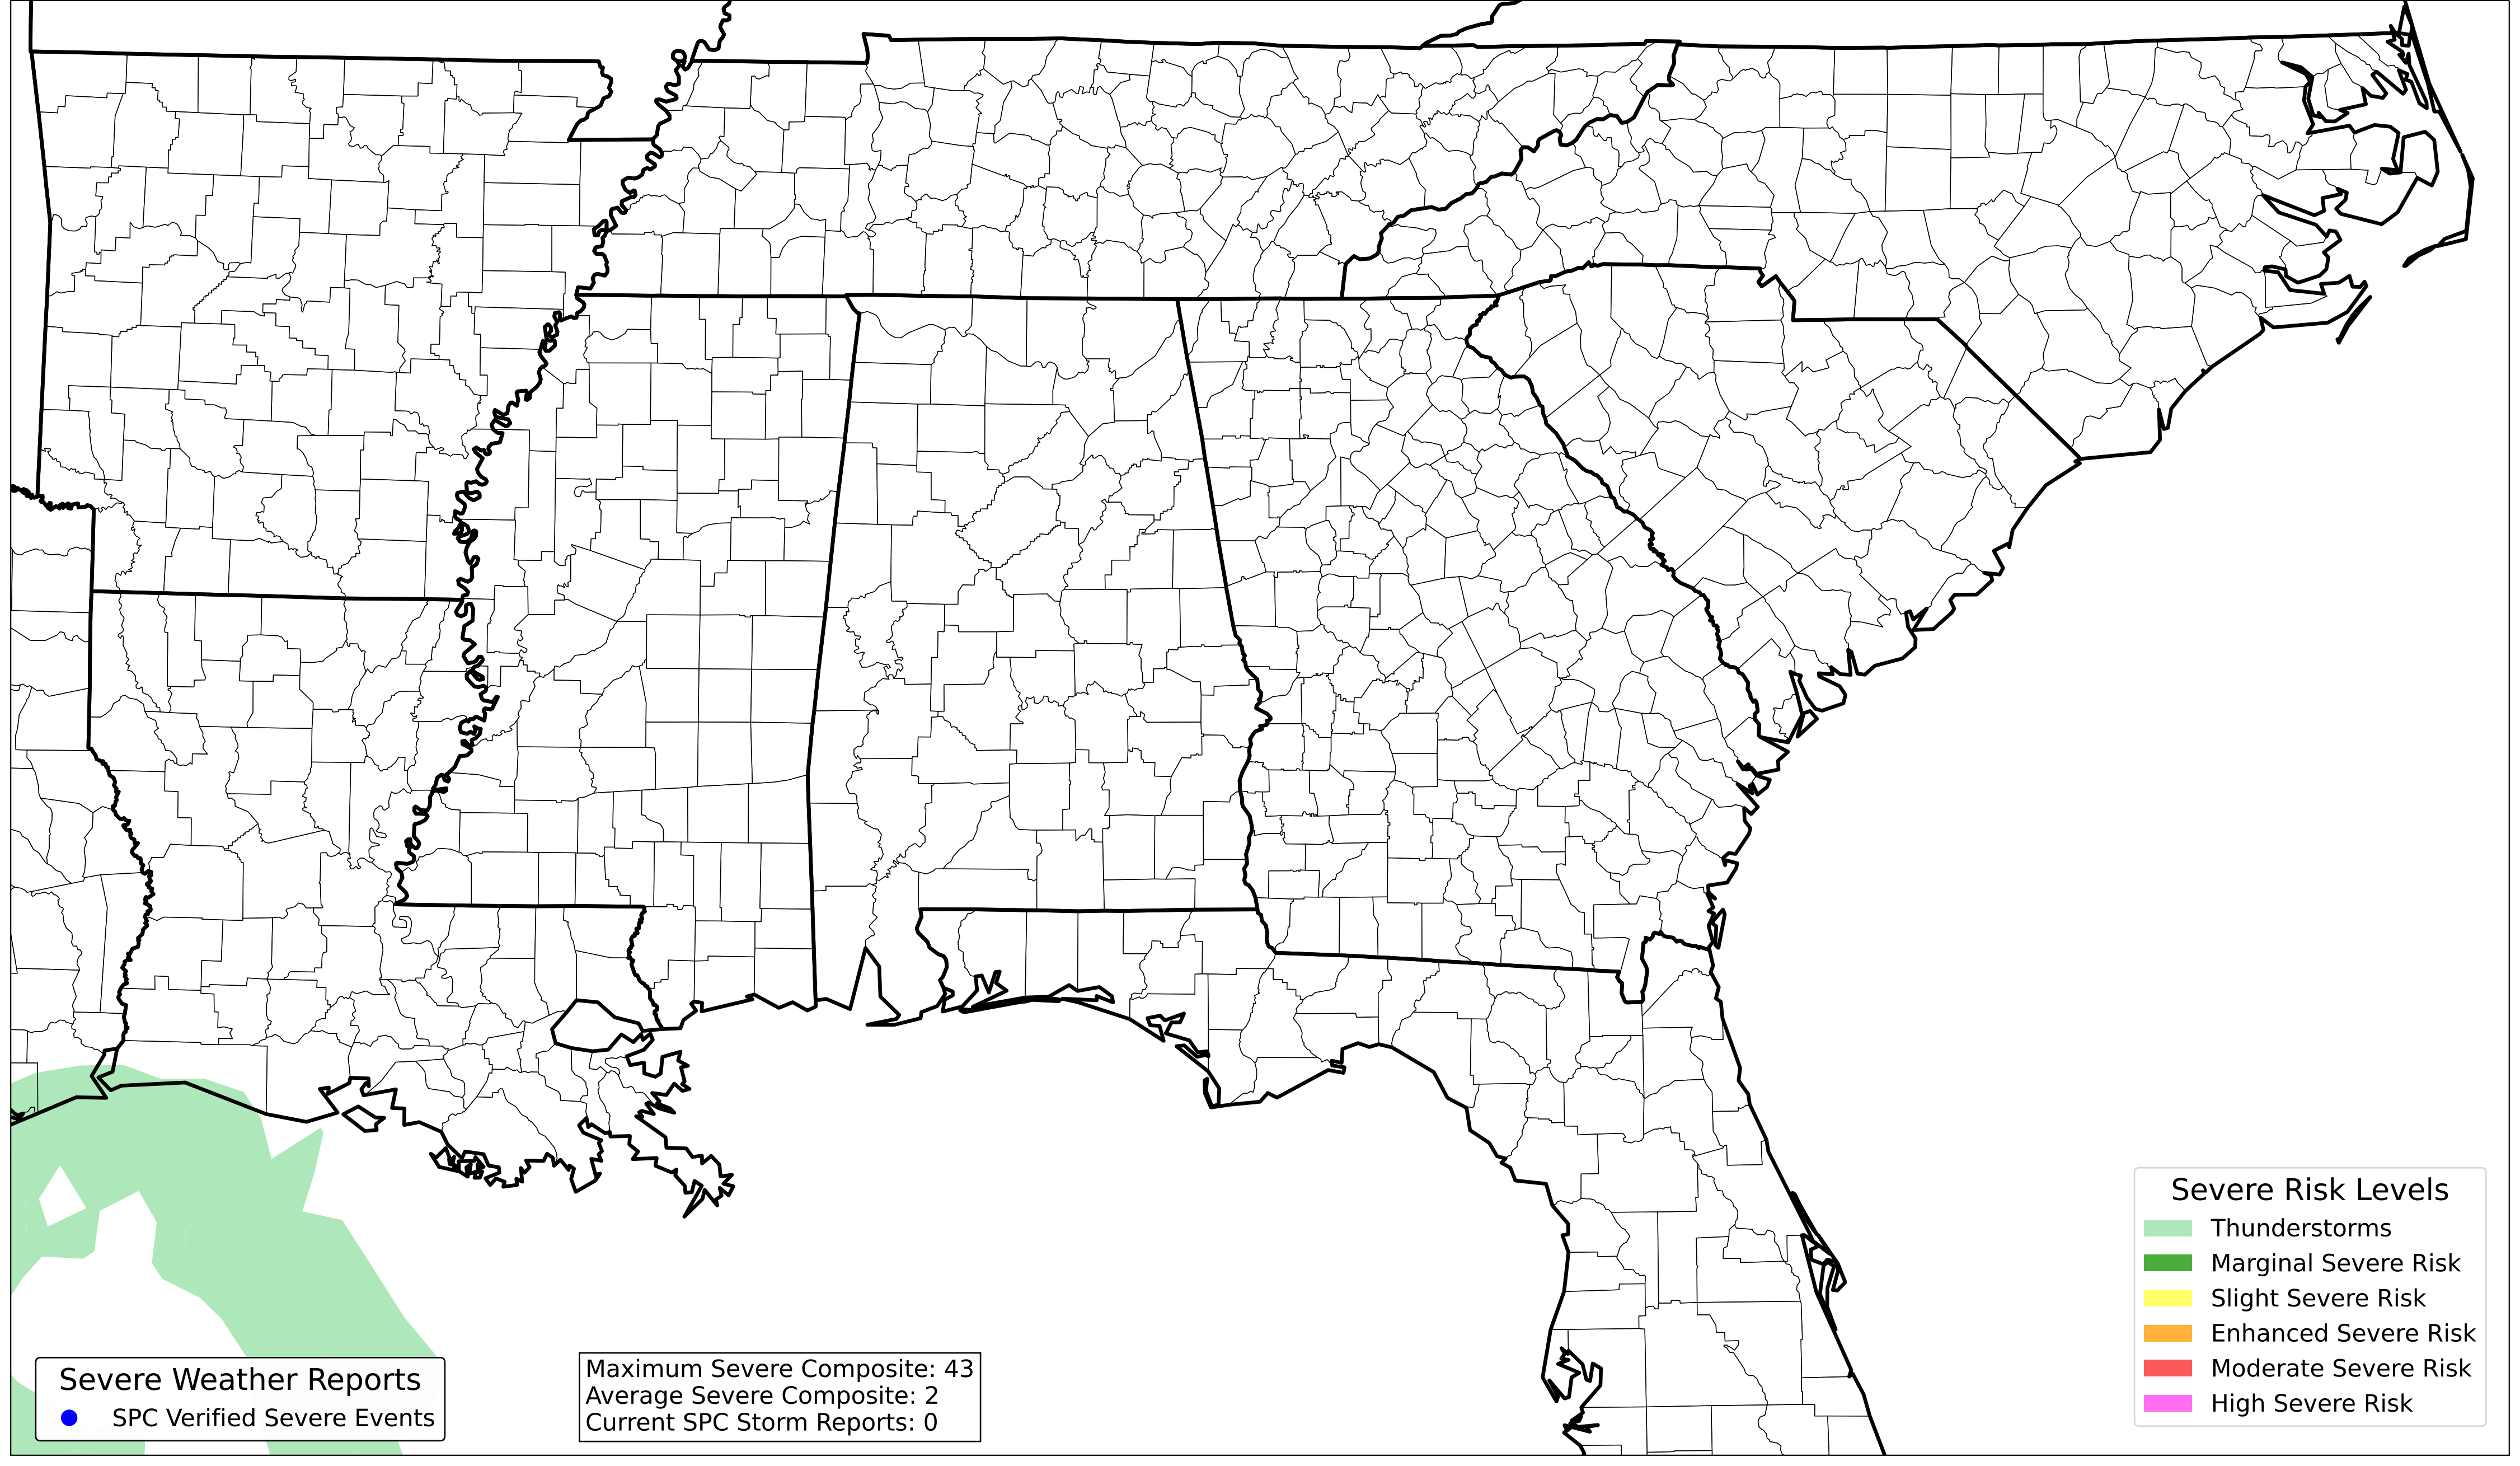 Severe Weather Reports
SPC Verified Severe Events
Maximum Severe Composite: 43
Average Severe Composite: 2
Current SPC Storm Reports: 0
Severe Risk Levels
Thunderstorms
Marginal Severe Risk
Slight Severe Risk
Enhanced Severe Risk
Moderate Severe Risk
High Severe Risk